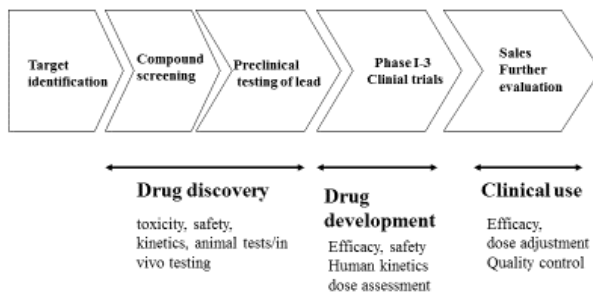 Target
identification
Compound
screening
Preclinical
testing of lead
Phase I-3
Clinial trials
Sales
Further
evaluation
Drug discovery
toxicity, safety,
kinetics, animal tests/in
vivo testing
Drug
development
Efficacy, safety
Human kinetics
dose assessment
Clinical use
Efficacy,
dose adjustment
Quality control